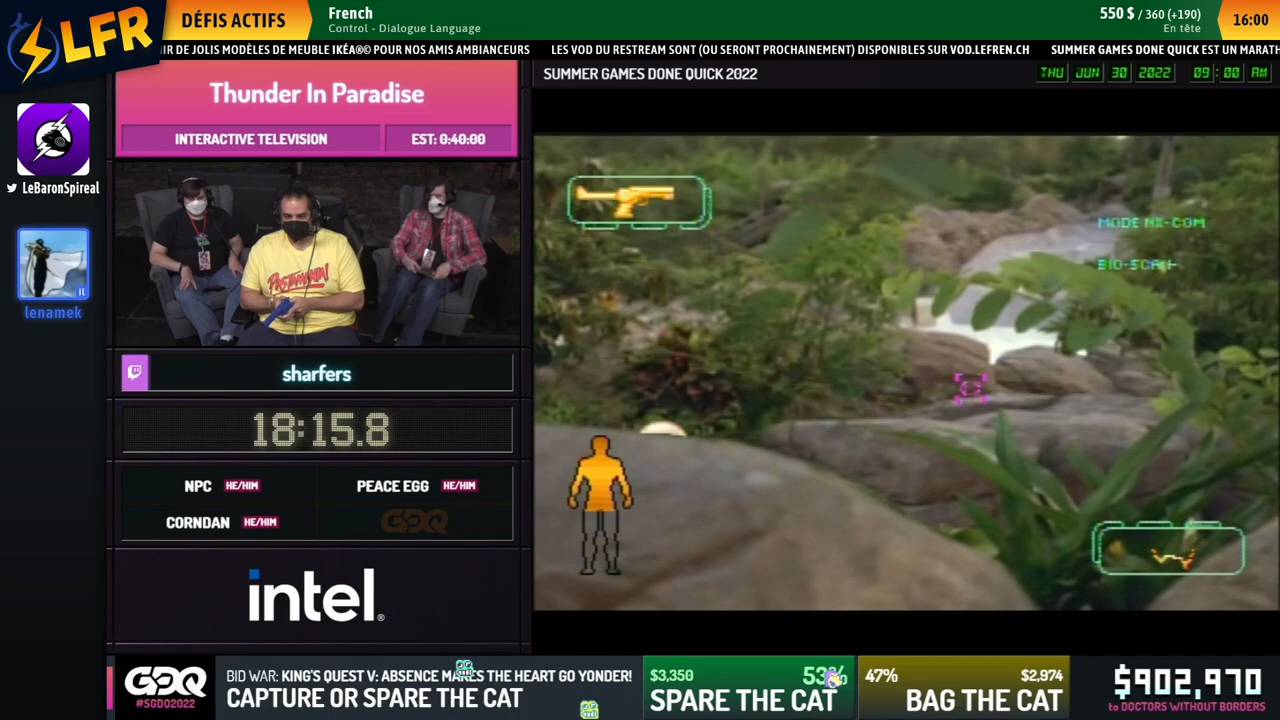 LFR
DÉFIS ACTIFS
French
Control - Dialogue Language
550 $ / 360 (+190)
En tête
16:00
IR DE JOLIS MODÈLES DE MEUBLE IKÉA©© POUR NOS AMIS AMBIANCEURS LES VOD DU RESTREAM SONT (OU SERONT PROCHAINEMENT) DISPONIBLES SUR VOD.LEFREN.CH SUMMER GAMES DONE QUICK EST UN MARATH
Thunder In Paradise
INTERACTIVE TELEVISION
EST: 0:40:00
SUMMER GAMES DONE QUICK 2022
THU JUN 30 2022 09:00 AM
LeBaronSpireal
lenamek
MODE NX-COM
BIO-SCAN
sharfers
18:15.8
NPC HE/HIM
PEACE EGG HE/HIM
CORNDAN HE/HIM
GDQ
intel.
GDQ
#SGDQ2022
BID WAR: KING'S QUEST V: ABSENCE MAKES THE HEART GO YONDER!
CAPTURE OR SPARE THE CAT
$3,350 53%
SPARE THE CAT
47% $2,974
BAG THE CAT
$902,970
to DOCTORS WITHOUT BORDERS